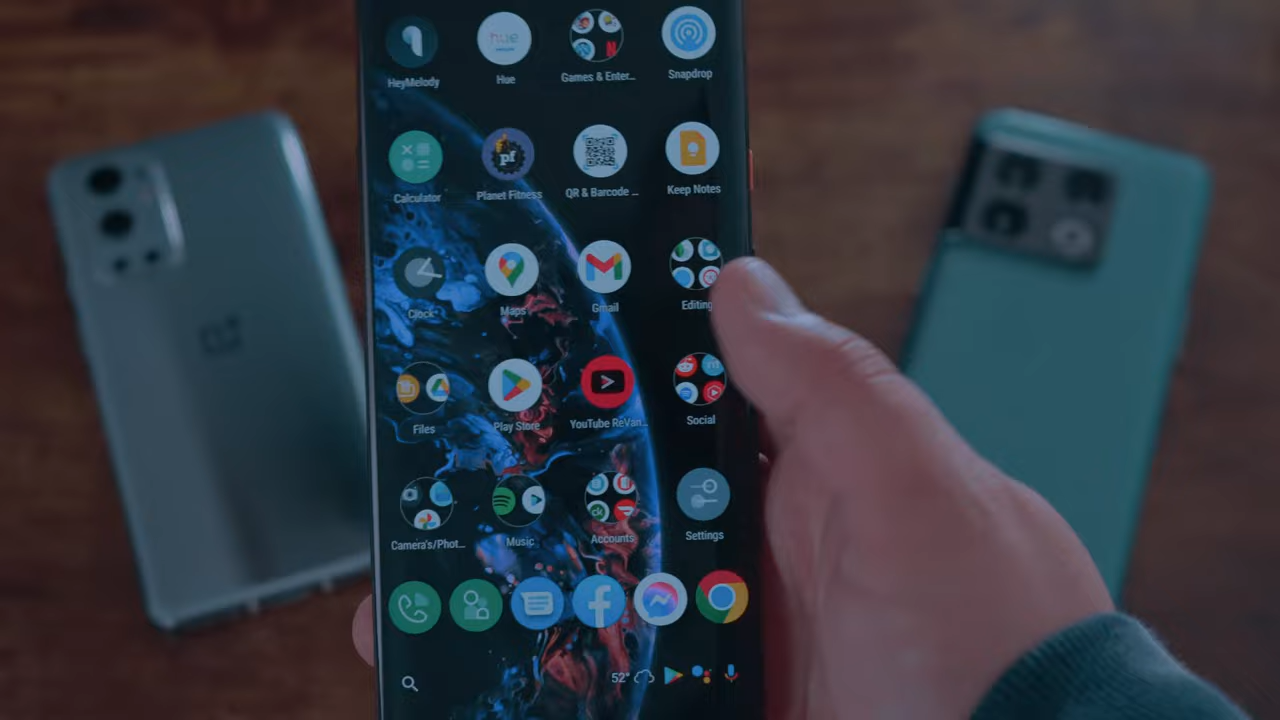 HeyMelody
Hue
Games & Enter...
Snapdrop
hue
Calculator
Planet Fitness
QR & Barcode ...
Keep Notes
pf
Clock
Maps
Gmail
Editing
Files
Play Store
YouTube ReVan...
Social
Camera's/Phot...
Music
Accounts
Settings
52°